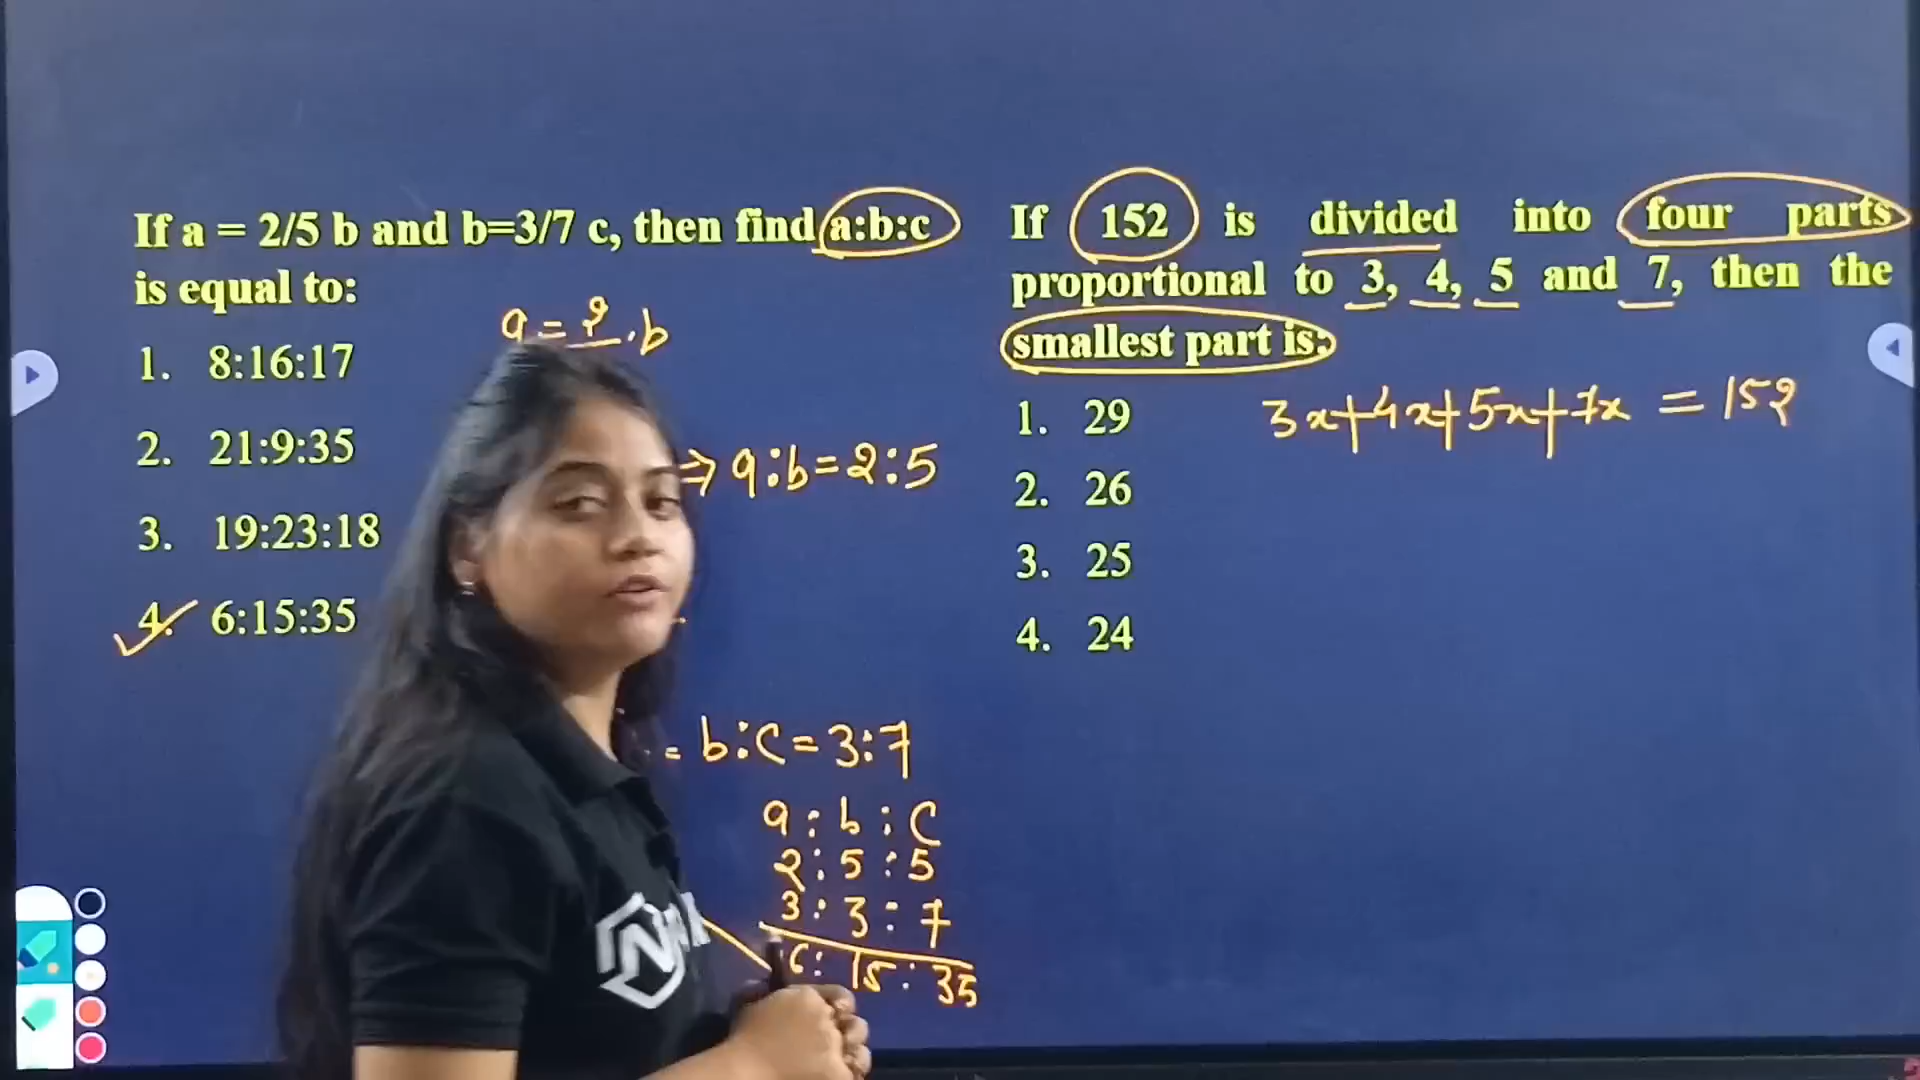 If a = 2/5 b and b=3/7 c, then find a:b:c
is equal to:
1. 8:16:17
2. 21:9:35
3. 19:23:18
4. 6:15:35
a = 2 . b
⇒ a:b=2:5
= b:c=3:7
a : b : c
2 : 5 : 5
3 : 3 : 7
6 : 15 : 35
If 152 is divided into four parts
proportional to 3, 4, 5 and 7, then the
smallest part is:
1. 29
2. 26
3. 25
4. 24
3x+4x+5x+7x = 152